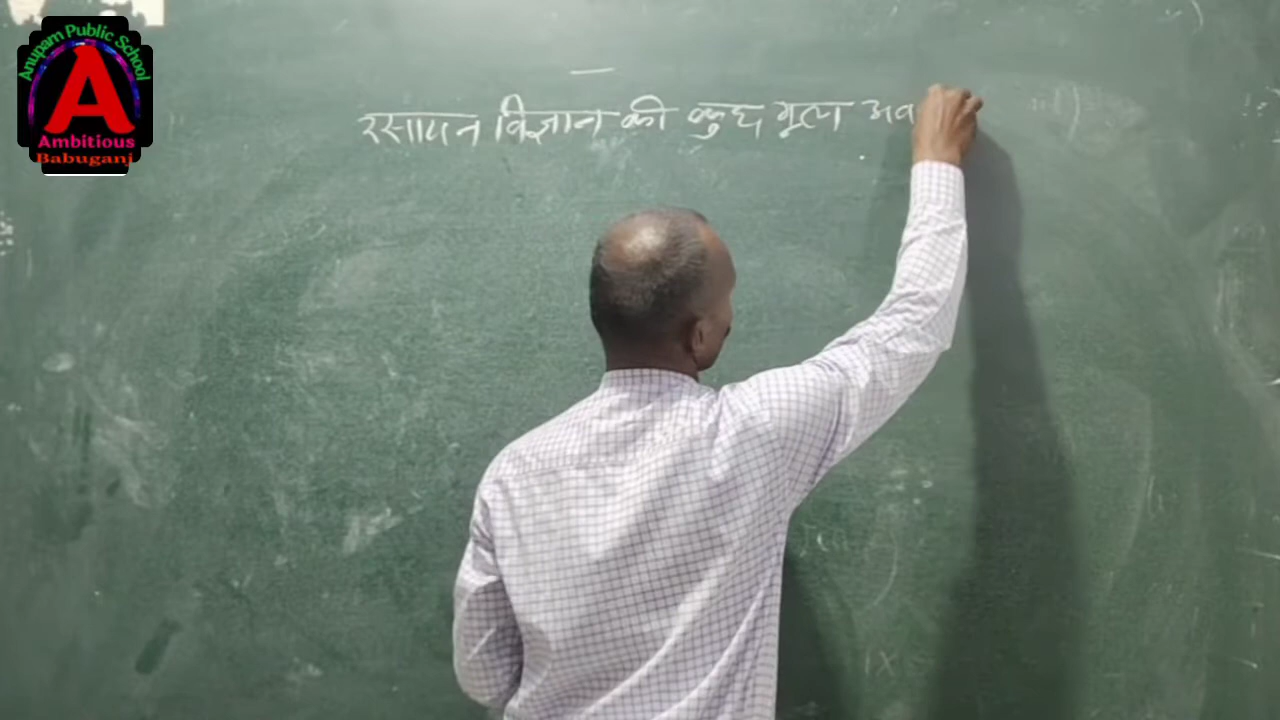 Anupam Public School
A
Ambitious
Babuganj
रसायन विज्ञान की कुछ मूल अव